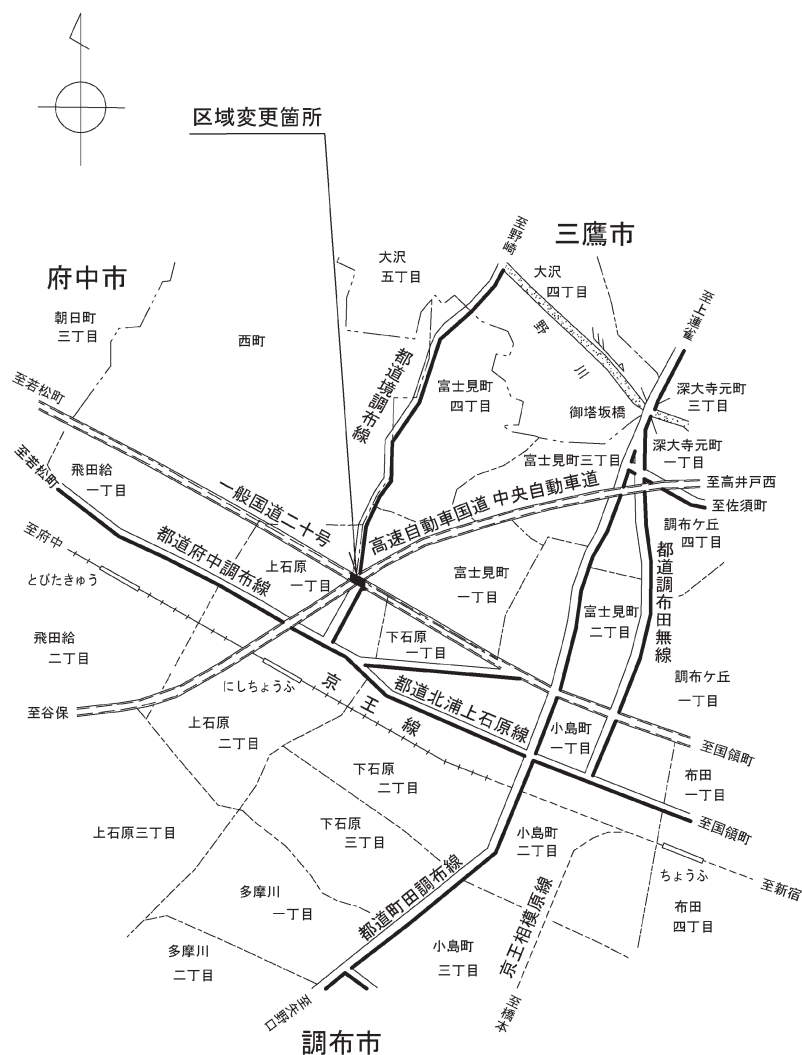 区域変更箇所
三鷹市
府中市
至野崎
大沢
五丁目
大沢
四丁目
至上連雀
朝日町
三丁目
西町
野川
都道境調布線
富士見町
四丁目
御塔坂橋
深大寺元町
三丁目
深大寺元町
一丁目
至若松町
至若松町
飛田給
一丁目
富士見町三丁目
至高井戸西
至佐須町
一般国道二十号
高速自動車国道 中央自動車道
調布ケ丘
四丁目
至府中
都道府中調布線
上石原
一丁目
とびたきゅう
富士見町
一丁目
都道調布田無線
富士見町
二丁目
飛田給
二丁目
下石原
一丁目
にしちょうふ
京王線
都道北浦上石原線
調布ケ丘
一丁目
至谷保
上石原
二丁目
小島町
一丁目
至国領町
下石原
二丁目
布田
一丁目
至国領町
上石原三丁目
下石原
三丁目
小島町
二丁目
ちょうふ
至新宿
多摩川
一丁目
都道町田調布線
京王相模原線
布田
四丁目
多摩川
二丁目
小島町
三丁目
至矢野口
至橋本
調布市